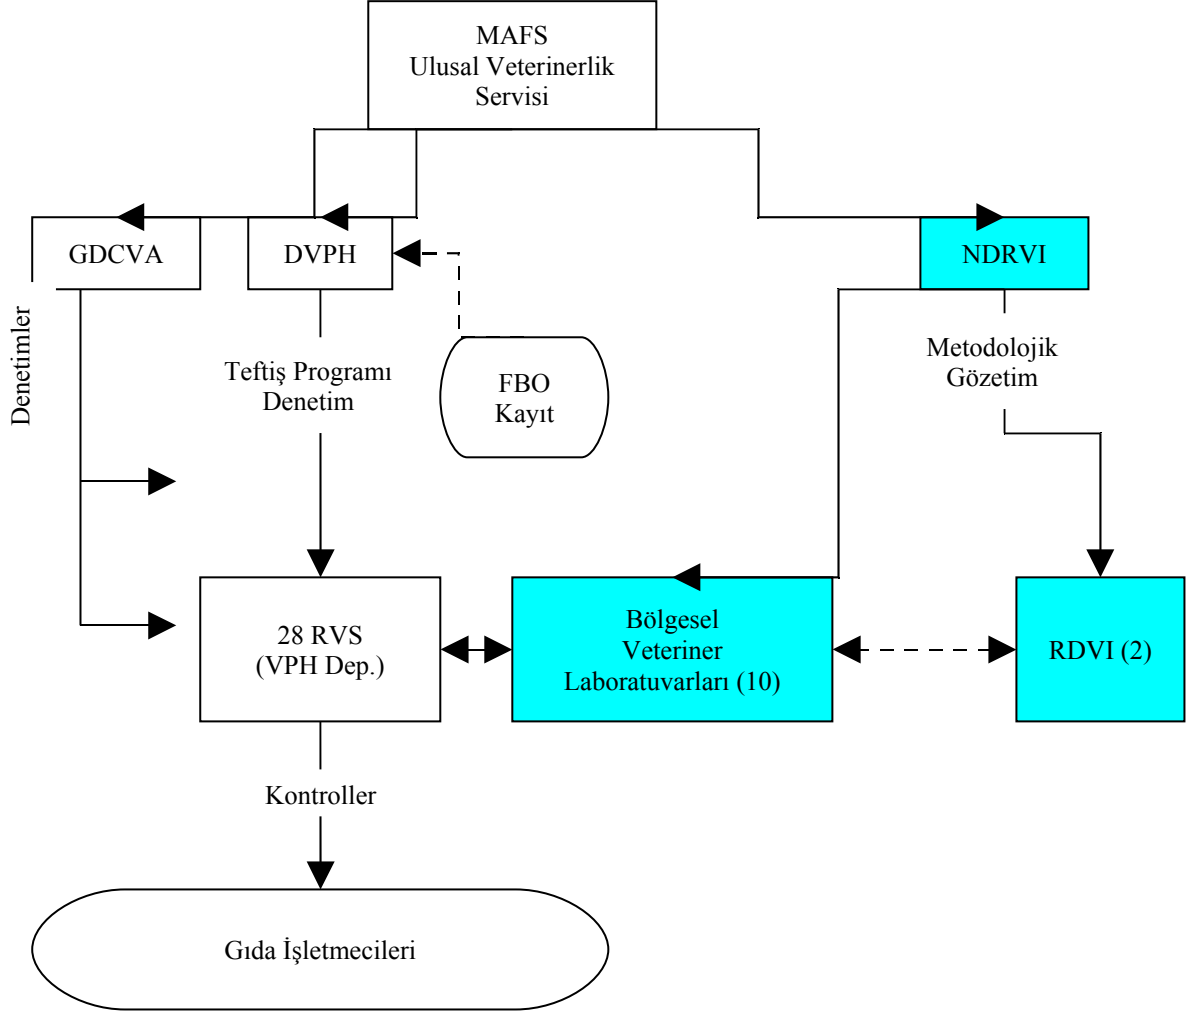 MAFS
Ulusal Veterinerlik
Servisi
GDCVA
DVPH
NDRVI
Denetimler
Teftiş Programı
Denetim
FBO
Kayıt
Metodolojik
Gözetim
28 RVS
(VPH Dep.)
Bölgesel
Veteriner
Laboratuvarları (10)
RDVI (2)
Kontroller
Gıda İşletmecileri